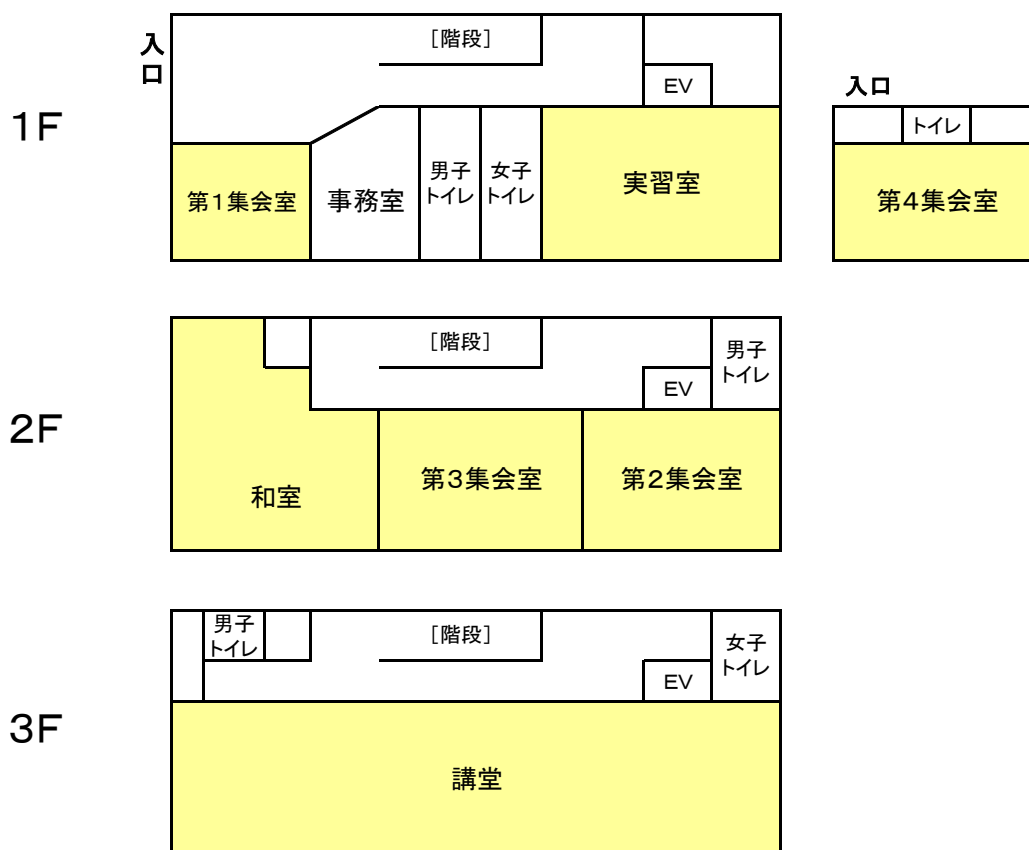 1F
入
口
[階段]
EV
第1集会室
事務室
男子
トイレ
女子
トイレ
実習室
入口
トイレ
第4集会室
2F
[階段]
男子
トイレ
EV
和室
第3集会室
第2集会室
3F
男子
トイレ
[階段]
女子
トイレ
EV
講堂